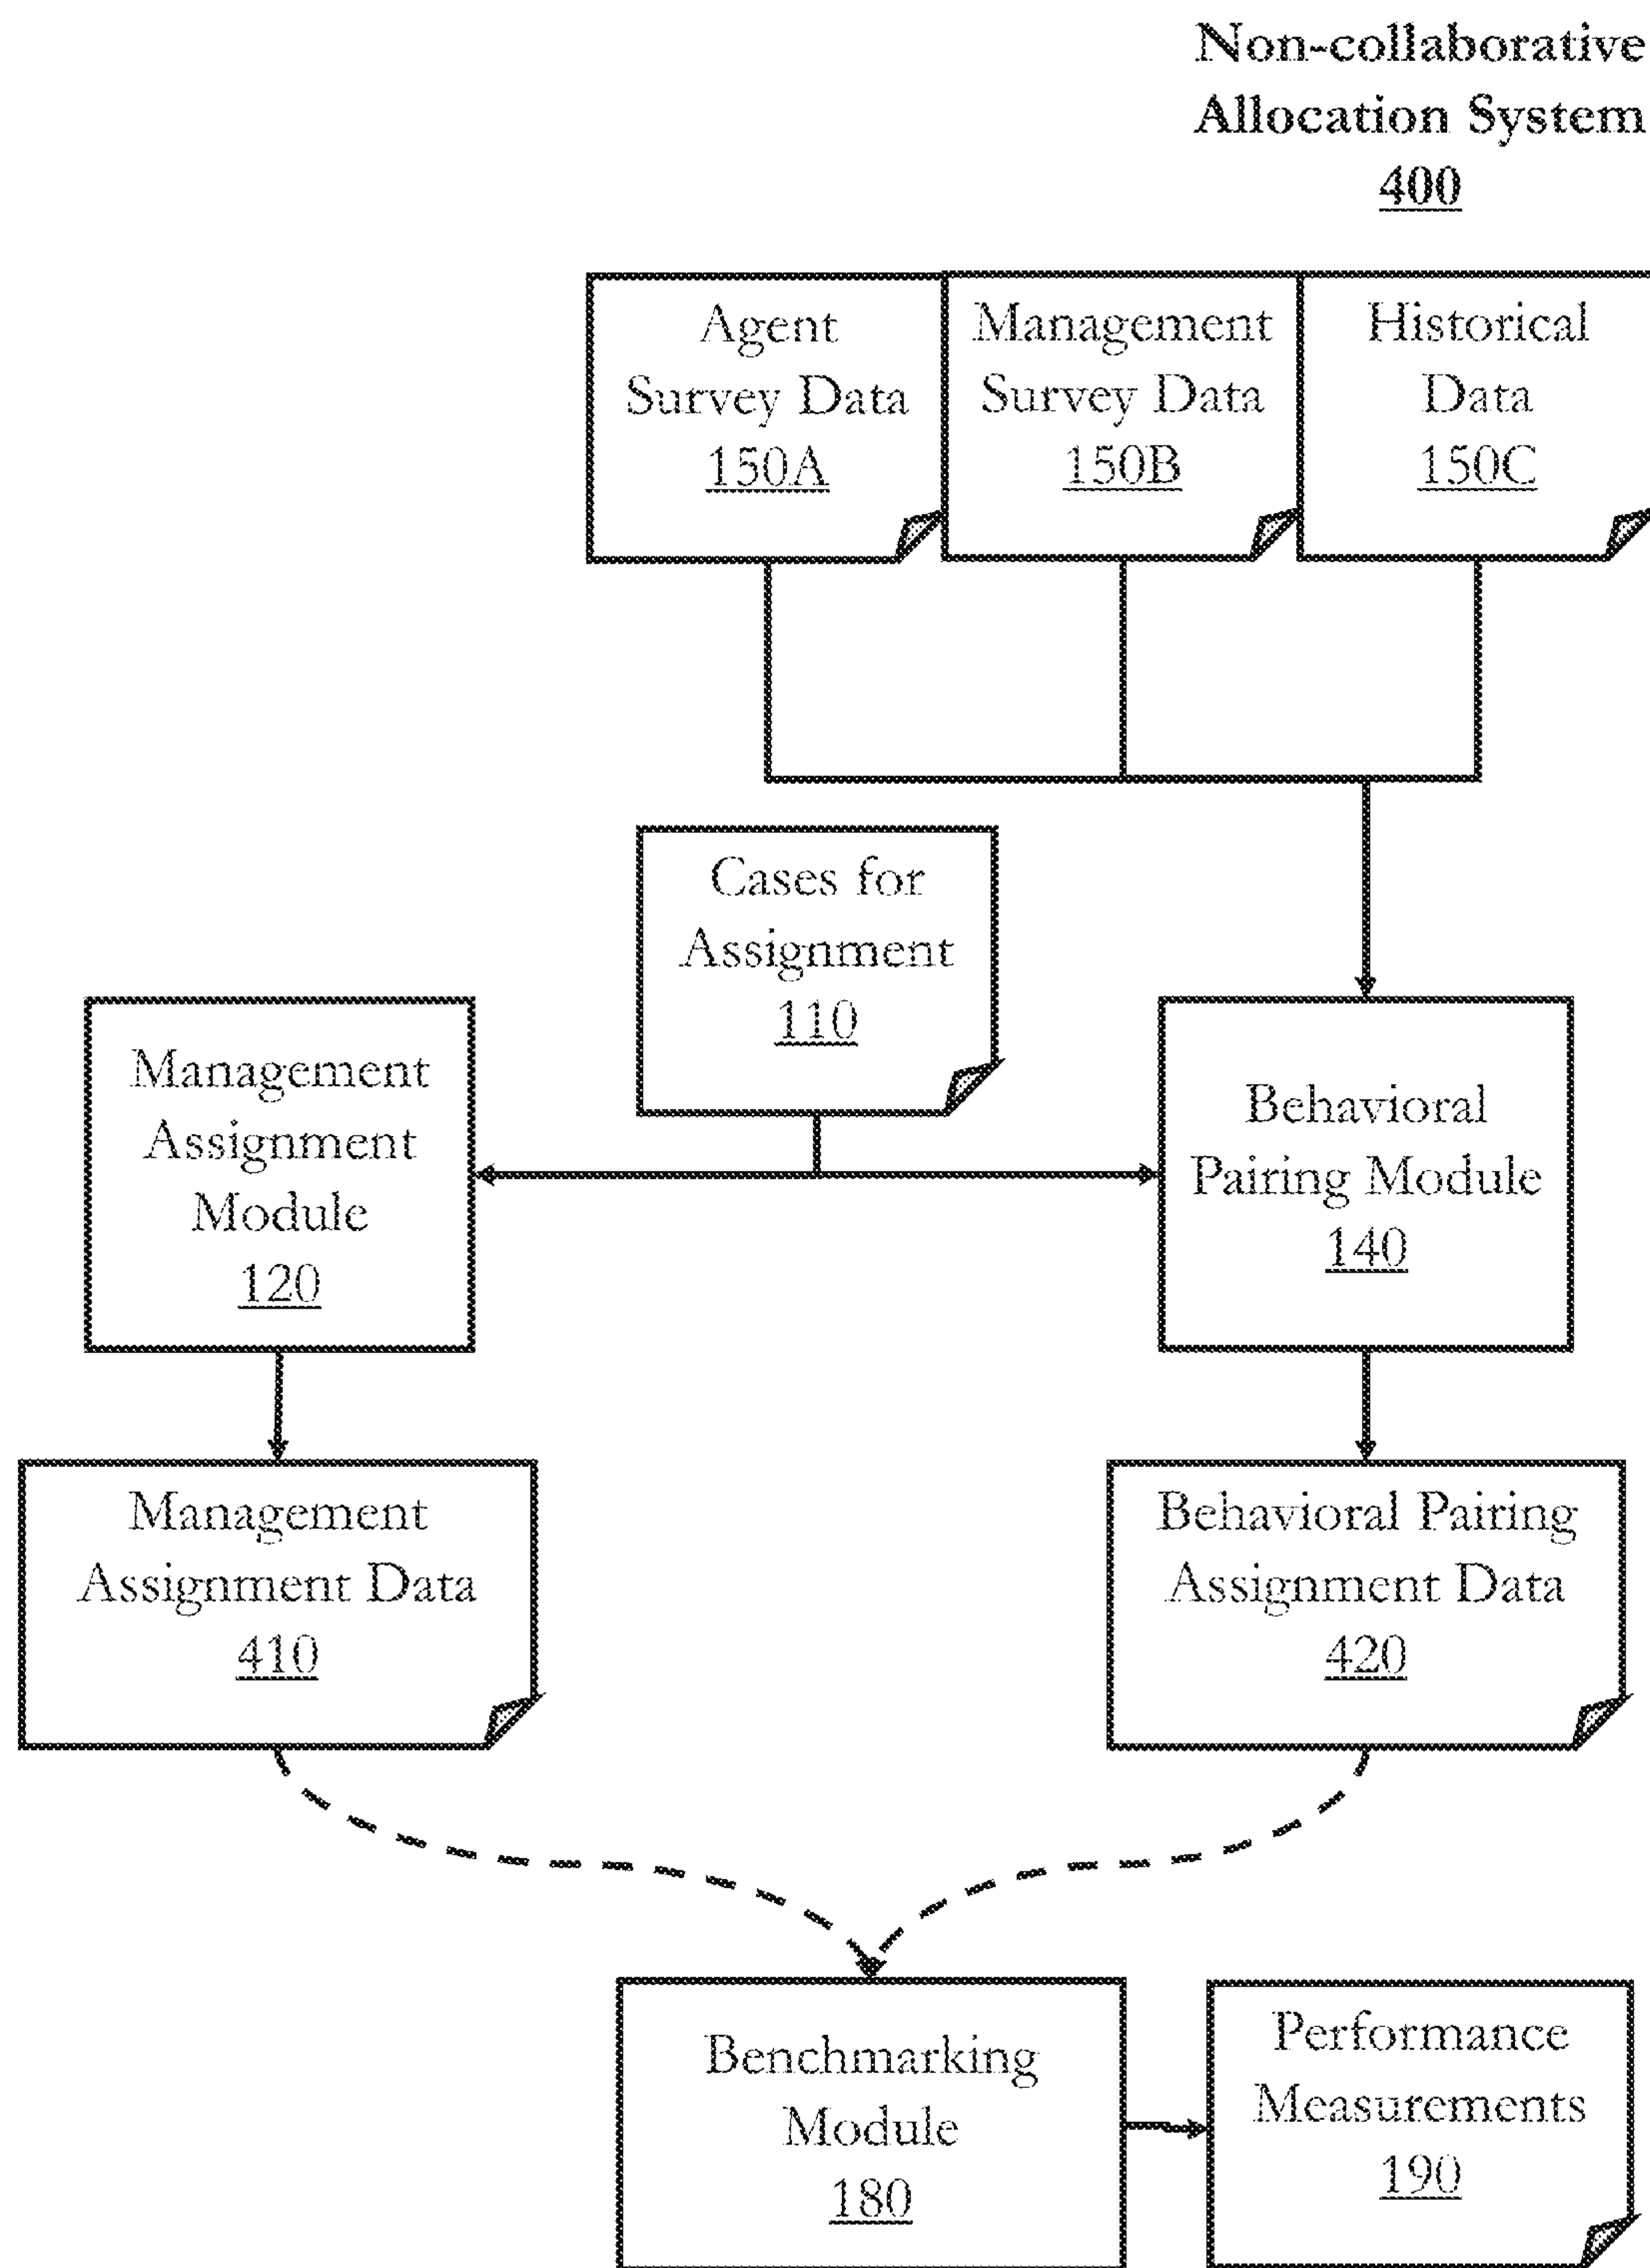 Non-collaborative
Allocation System
400
Agent
Survey Data
150A
Management
Survey Data
150B
Historical
Data
150C
Cases for
Assignment
110
Management
Assignment
Module
120
Behavioral
Pairing Module
140
Management
Assignment Data
410
Behavioral Pairing
Assignment Data
420
Benchmarking
Module
180
Performance
Measurements
190